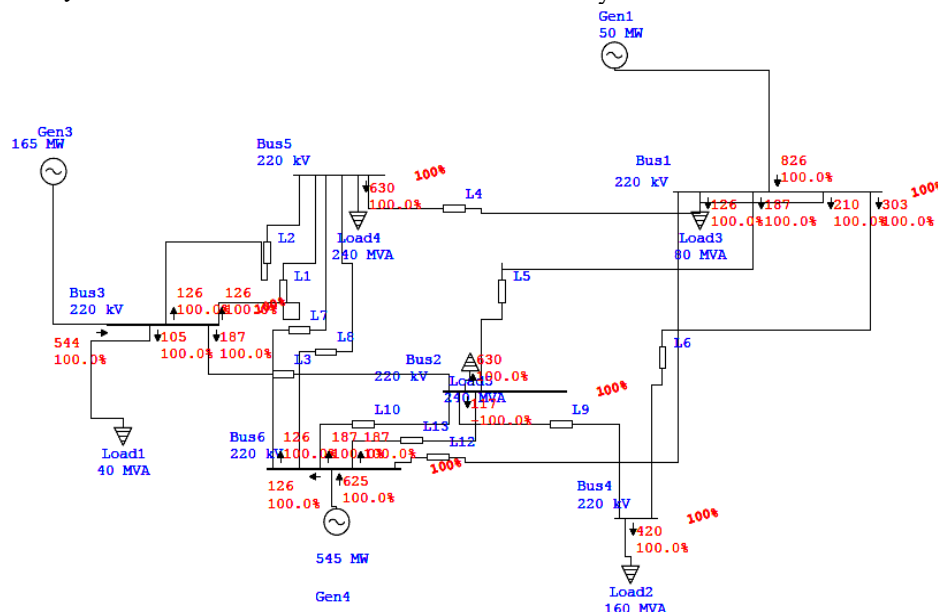 Gen1
50 MW
Gen3
165 MW
Bus5
220 kV
100%
630
100.0%
L4
Load4
240 MVA
Bus1
220 kV
826
100.0%
100%
126
100.0%
187
100.0%
210
100.0%
303
100.0%
Load3
80 MVA
L2
L1
L5
Bus3
220 kV
126
100.0%
126
100.0%
100%
L7
L8
L6
544
100.0%
105
100.0%
187
100.0%
L3
Bus2
220 kV
630
100.0%
240 MVA
100%
117
-100.0%
L10
L9
L13
L12
Load1
40 MVA
Bus6
220 kV
126
100.0%
187
187
100.0%
100%
126
100.0%
625
100.0%
Bus4
220 kV
100%
420
100.0%
545 MW
Gen4
Load2
160 MVA